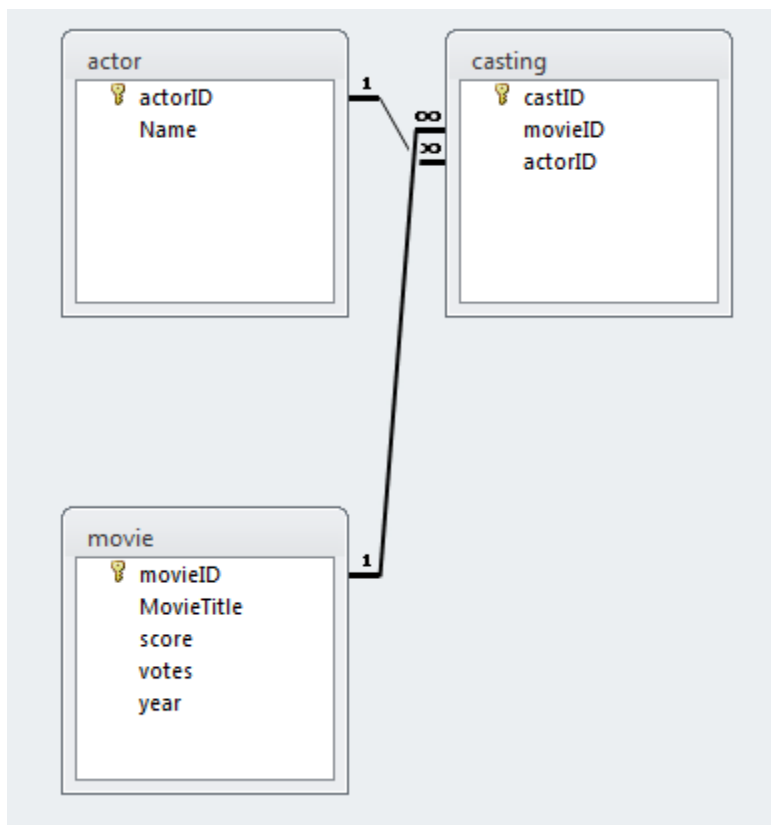 actor
actorID
Name
1
casting
castID
movieID
actorID
∞
∞
movie
movieID
MovieTitle
score
votes
year
1